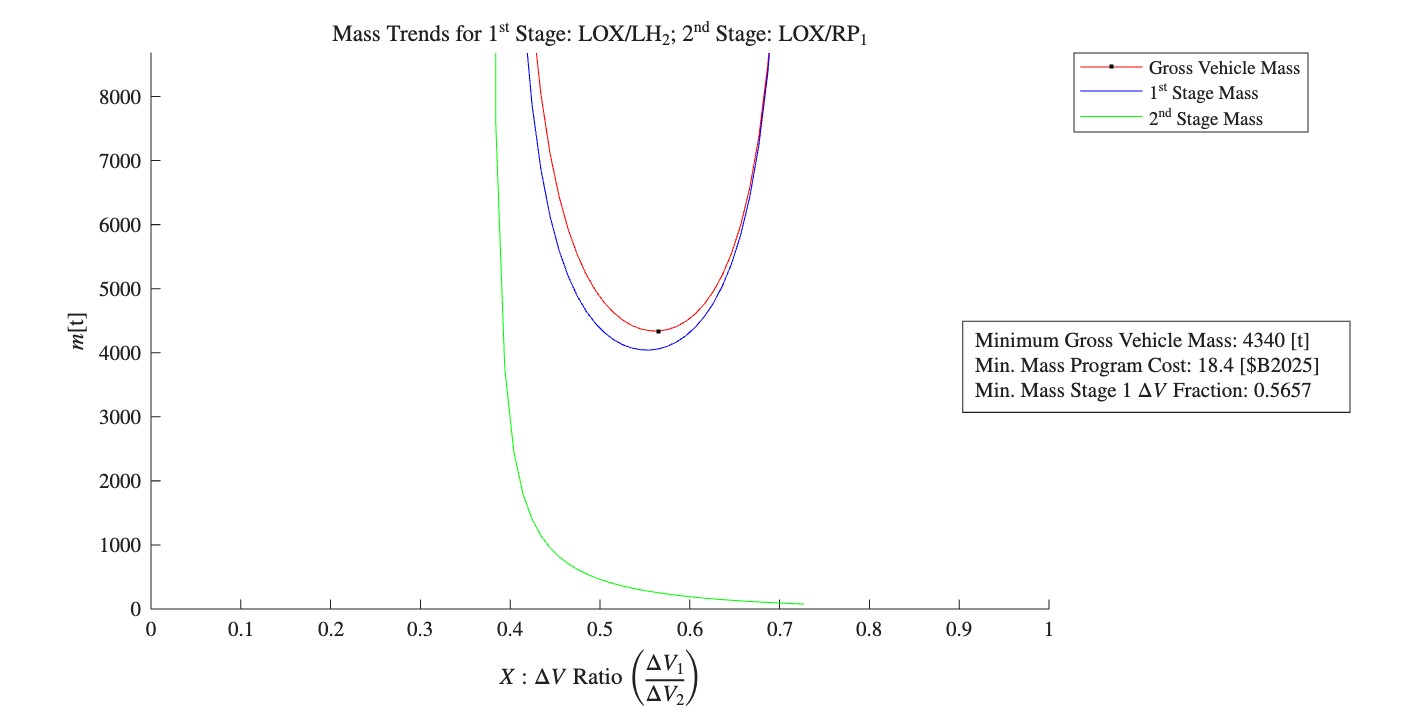 Mass Trends for 1st Stage: LOX/LH2; 2nd Stage: LOX/RP1
Gross Vehicle Mass
1st Stage Mass
2nd Stage Mass
8000
7000
6000
5000
4000
3000
2000
1000
0
m[t]
Minimum Gross Vehicle Mass: 4340 [t]
Min. Mass Program Cost: 18.4 [$B2025]
Min. Mass Stage 1 ΔV Fraction: 0.5657
0 0.1 0.2 0.3 0.4 0.5 0.6 0.7 0.8 0.9 1
X : ΔV Ratio (ΔV1/ΔV2)